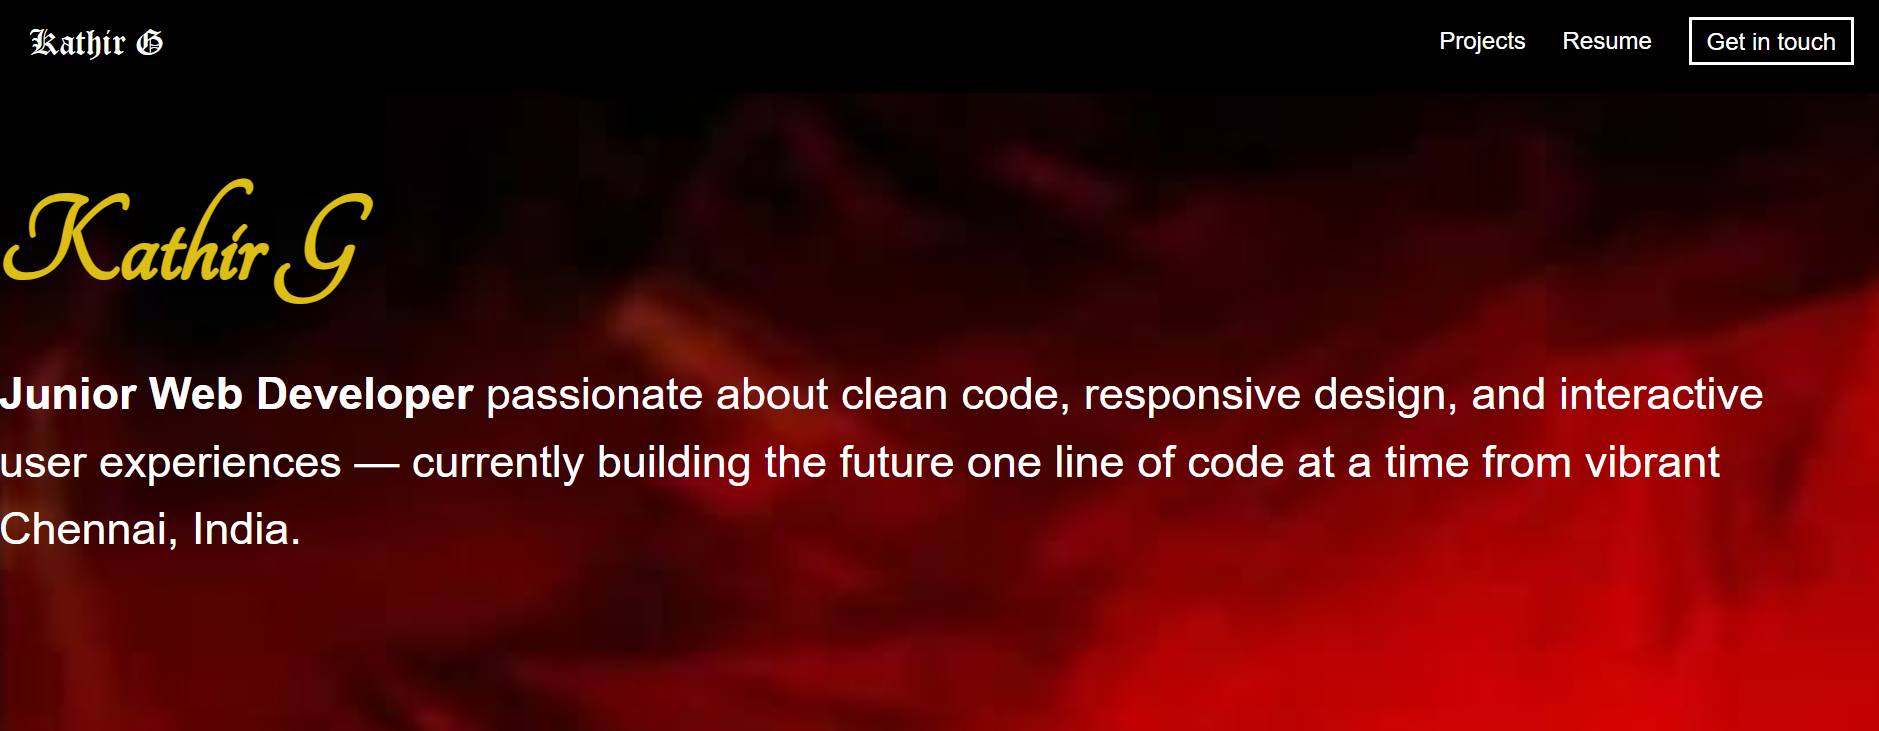 Kathir G
Projects
Resume
Get in touch
Kathir G
Junior Web Developer passionate about clean code, responsive design, and interactive
user experiences — currently building the future one line of code at a time from vibrant
Chennai, India.